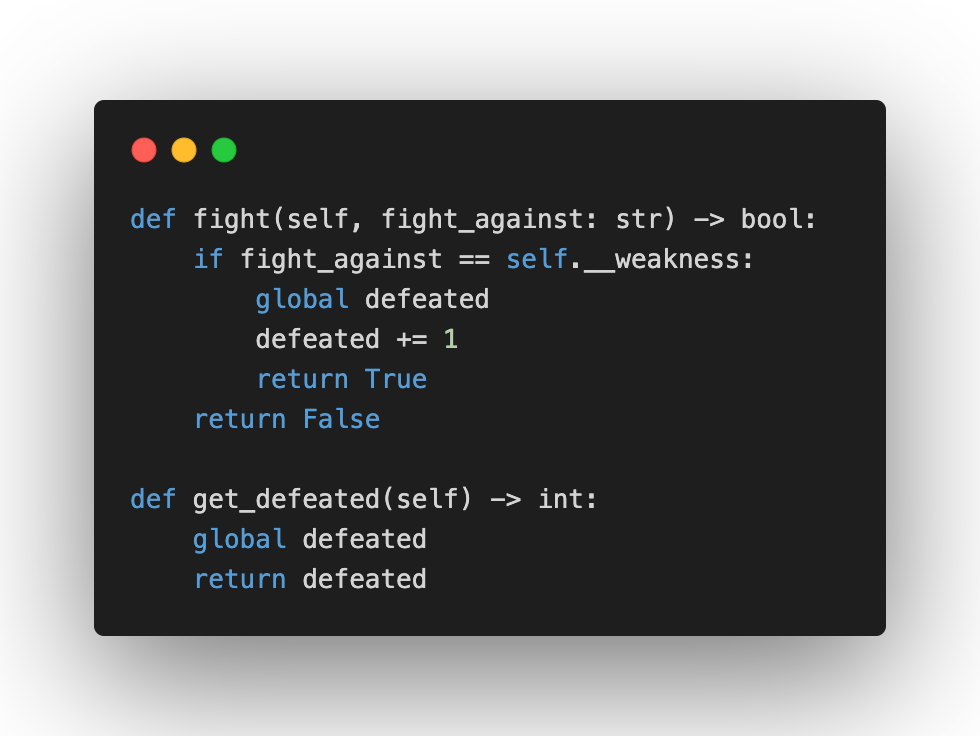 def fight(self, fight_against: str) -> bool:
    if fight_against == self.__weakness:
        global defeated
        defeated += 1
        return True
    return False

def get_defeated(self) -> int:
    global defeated
    return defeated